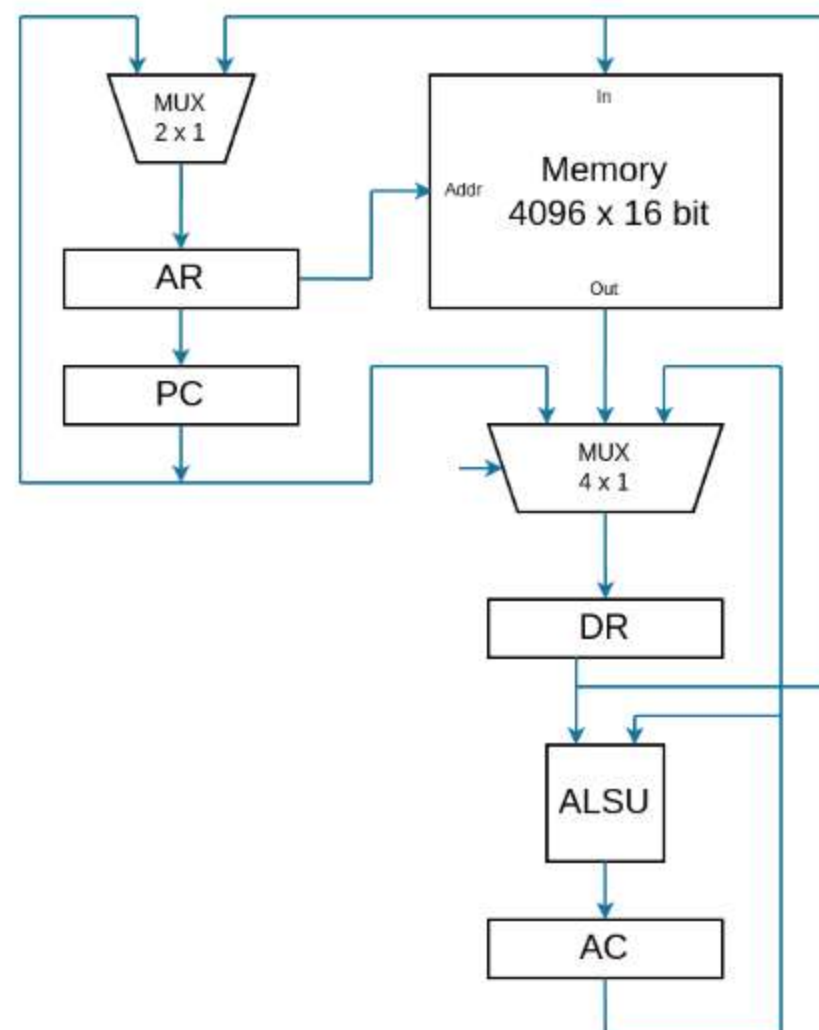 MUX
2 x 1
In
Memory
Addr
4096 x 16 bit
AR
Out
PC
MUX
4 x 1
DR
ALSU
AC